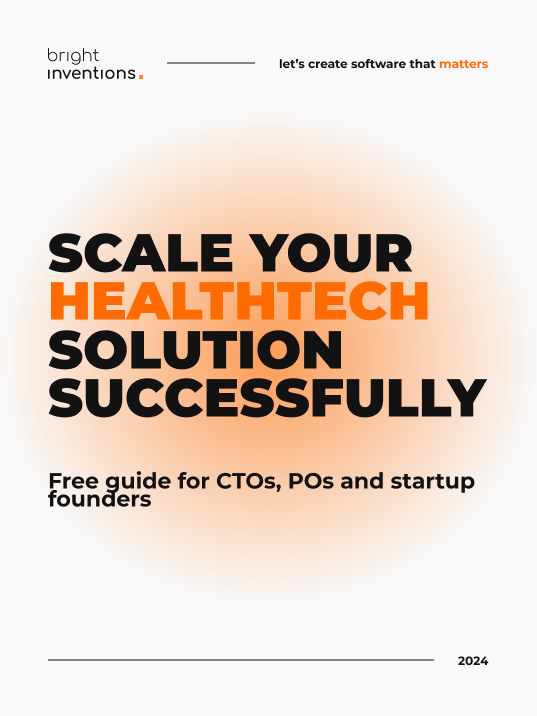 bright
inventions.
let's create software that matters
SCALE YOUR
HEALTHTECH
SOLUTION
SUCCESSFULLY
Free guide for CTOs, POs and startup
founders
2024